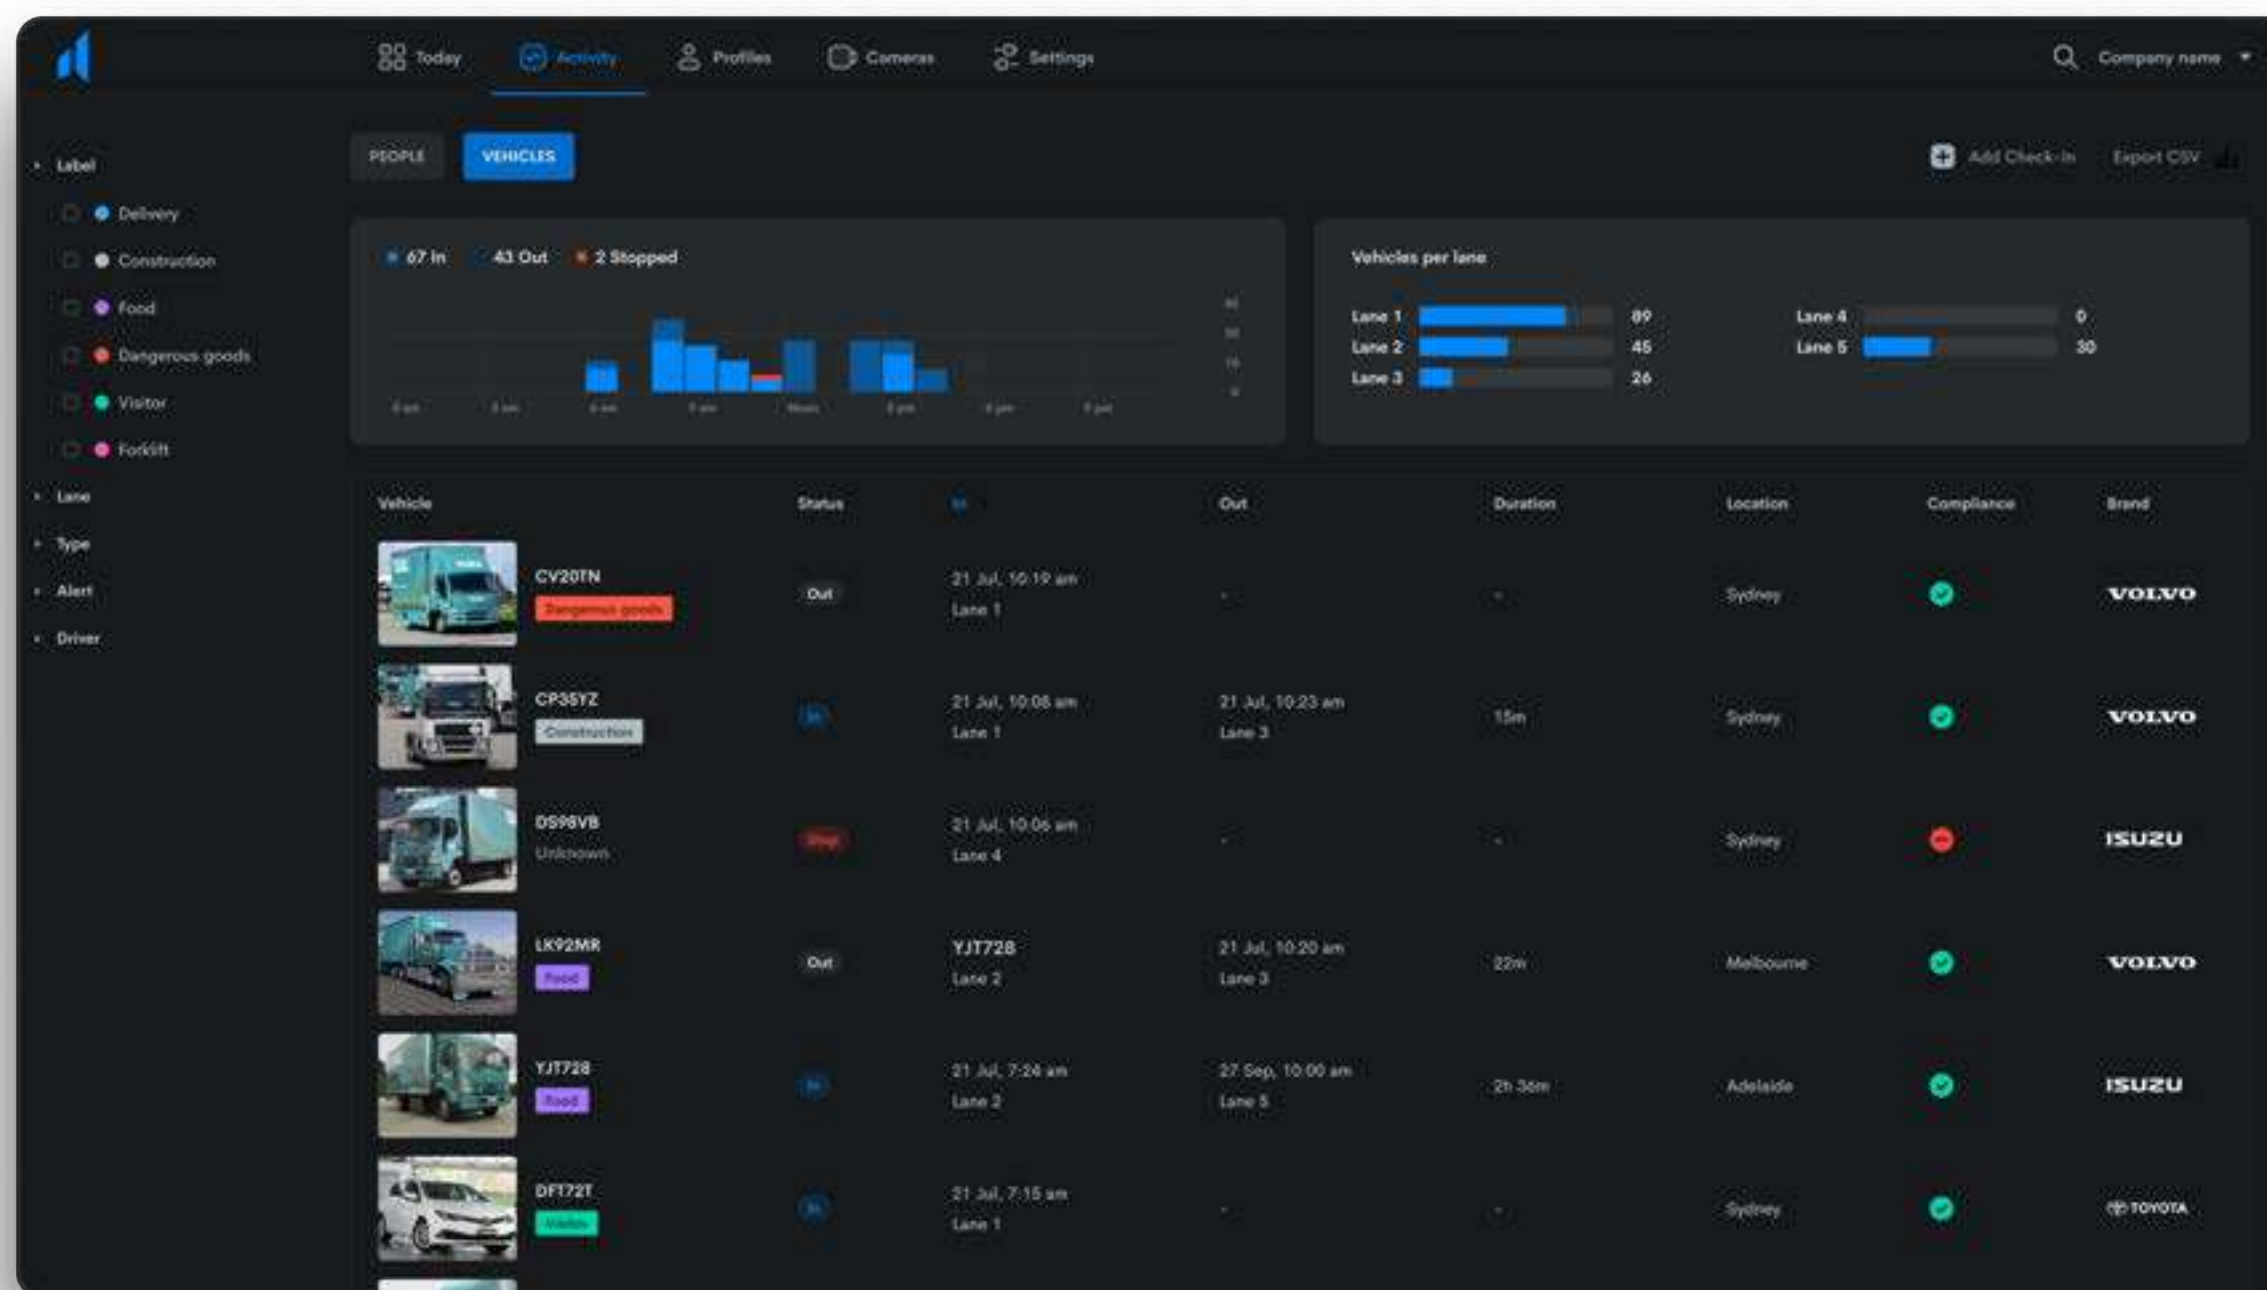 Today Activity Profiles Cameras Settings Company name
PEOPLE VEHICLES Add Check-in Export CSV
Label
Delivery
Construction
Food
Dangerous goods
Visitor
Forklift
Lane
Type
Alert
Driver
67 In 43 Out 2 Stopped
Vehicles per lane
Lane 1 89
Lane 2 45
Lane 3 26
Lane 4 0
Lane 5 30
Vehicle Status In Out Duration Location Compliance Brand
CV20TN
Dangerous goods
Out
21 Jul, 10:19 am
Lane 1
-
-
Sydney
VOLVO
CP35YZ
Construction
In
21 Jul, 10:08 am
Lane 1
21 Jul, 10:23 am
Lane 3
15m
Sydney
VOLVO
DS98VB
Unknown
Stop
21 Jul, 10:06 am
Lane 4
-
-
Sydney
ISUZU
LK92MR
Food
Out
YJT728
Lane 2
21 Jul, 10:20 am
Lane 3
22m
Melbourne
VOLVO
YJT728
Food
In
21 Jul, 7:24 am
Lane 2
27 Sep, 10:00 am
Lane 5
2h 36m
Adelaide
ISUZU
DFT72T
Visitor
In
21 Jul, 7:15 am
Lane 1
-
-
Sydney
TOYOTA